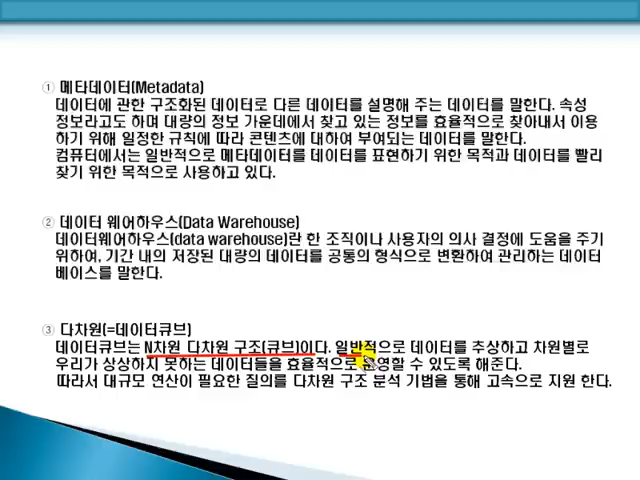 ① 메타데이터(Metadata)
데이터에 관한 구조화된 데이터로 다른 데이터를 설명해 주는 데이터를 말한다. 속성
정보라고도 하며 대량의 정보 가운데에서 찾고 있는 정보를 효율적으로 찾아내서 이용
하기 위해 일정한 규칙에 따라 콘텐츠에 대하여 부여되는 데이터를 말한다.
컴퓨터에서는 일반적으로 메타데이터를 데이터를 표현하기 위한 목적과 데이터를 빨리
찾기 위한 목적으로 사용하고 있다.
② 데이터 웨어하우스(Data Warehouse)
데이터웨어하우스(data warehouse)란 한 조직이나 사용자의 의사 결정에 도움을 주기
위하여, 기간 내의 저장된 대량의 데이터를 공통의 형식으로 변환하여 관리하는 데이터
베이스를 말한다.
③ 다차원(=데이터큐브)
데이터큐브는 N차원 다차원 구조(큐브)이다. 일반적으로 데이터를 추상하고 차원별로
우리가 상상하지 못하는 데이터들을 효율적으로 할 수 있도록 해준다.
따라서 대규모 연산이 필요한 질의를 다차원 구조 분석 기법을 통해 고속으로 지원 한다.